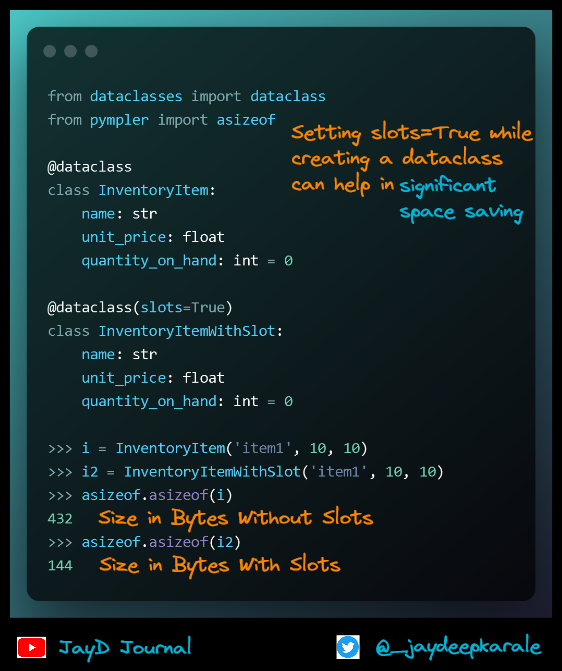 from dataclasses import dataclass
from pympler import asizeof
Setting slots=True while
creating a dataclass
can help in significant
space saving
@dataclass
class InventoryItem:
    name: str
    unit_price: float
    quantity_on_hand: int = 0
@dataclass(slots=True)
class InventoryItemWithSlot:
    name: str
    unit_price: float
    quantity_on_hand: int = 0
>>> i = InventoryItem('item1', 10, 10)
>>> i2 = InventoryItemWithSlot('item1', 10, 10)
>>> asizeof.asizeof(i)
432 Size in Bytes Without Slots
>>> asizeof.asizeof(i2)
144 Size in Bytes With Slots
JayD Journal
@_jaydeepkarale